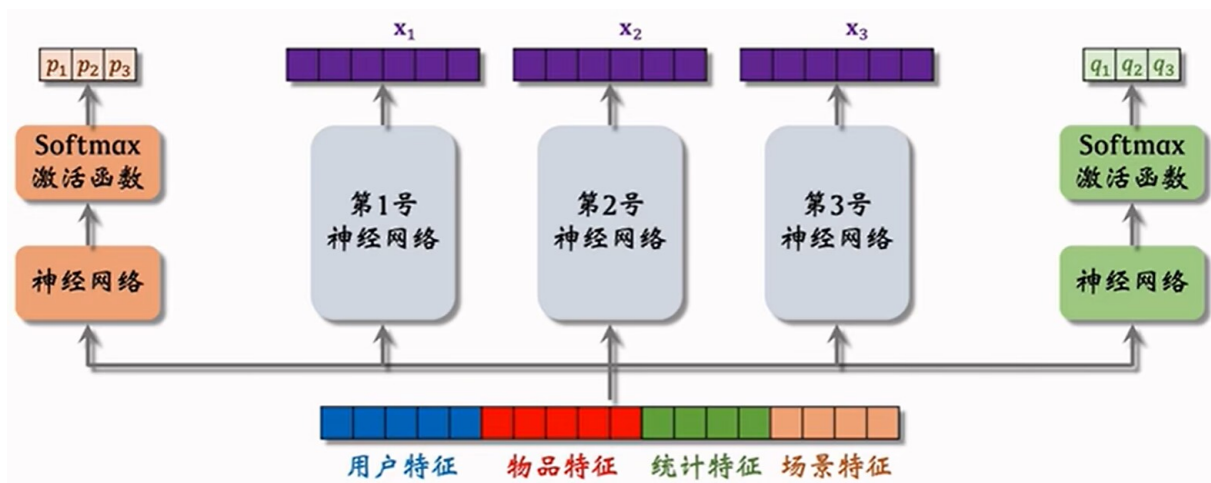 x₁ x₂ x₃
p₁ p₂ p₃
q₁ q₂ q₃
Softmax
激活函数
神经网络
第1号
神经网络
第2号
神经网络
第3号
神经网络
Softmax
激活函数
神经网络
用户特征 物品特征 统计特征 场景特征